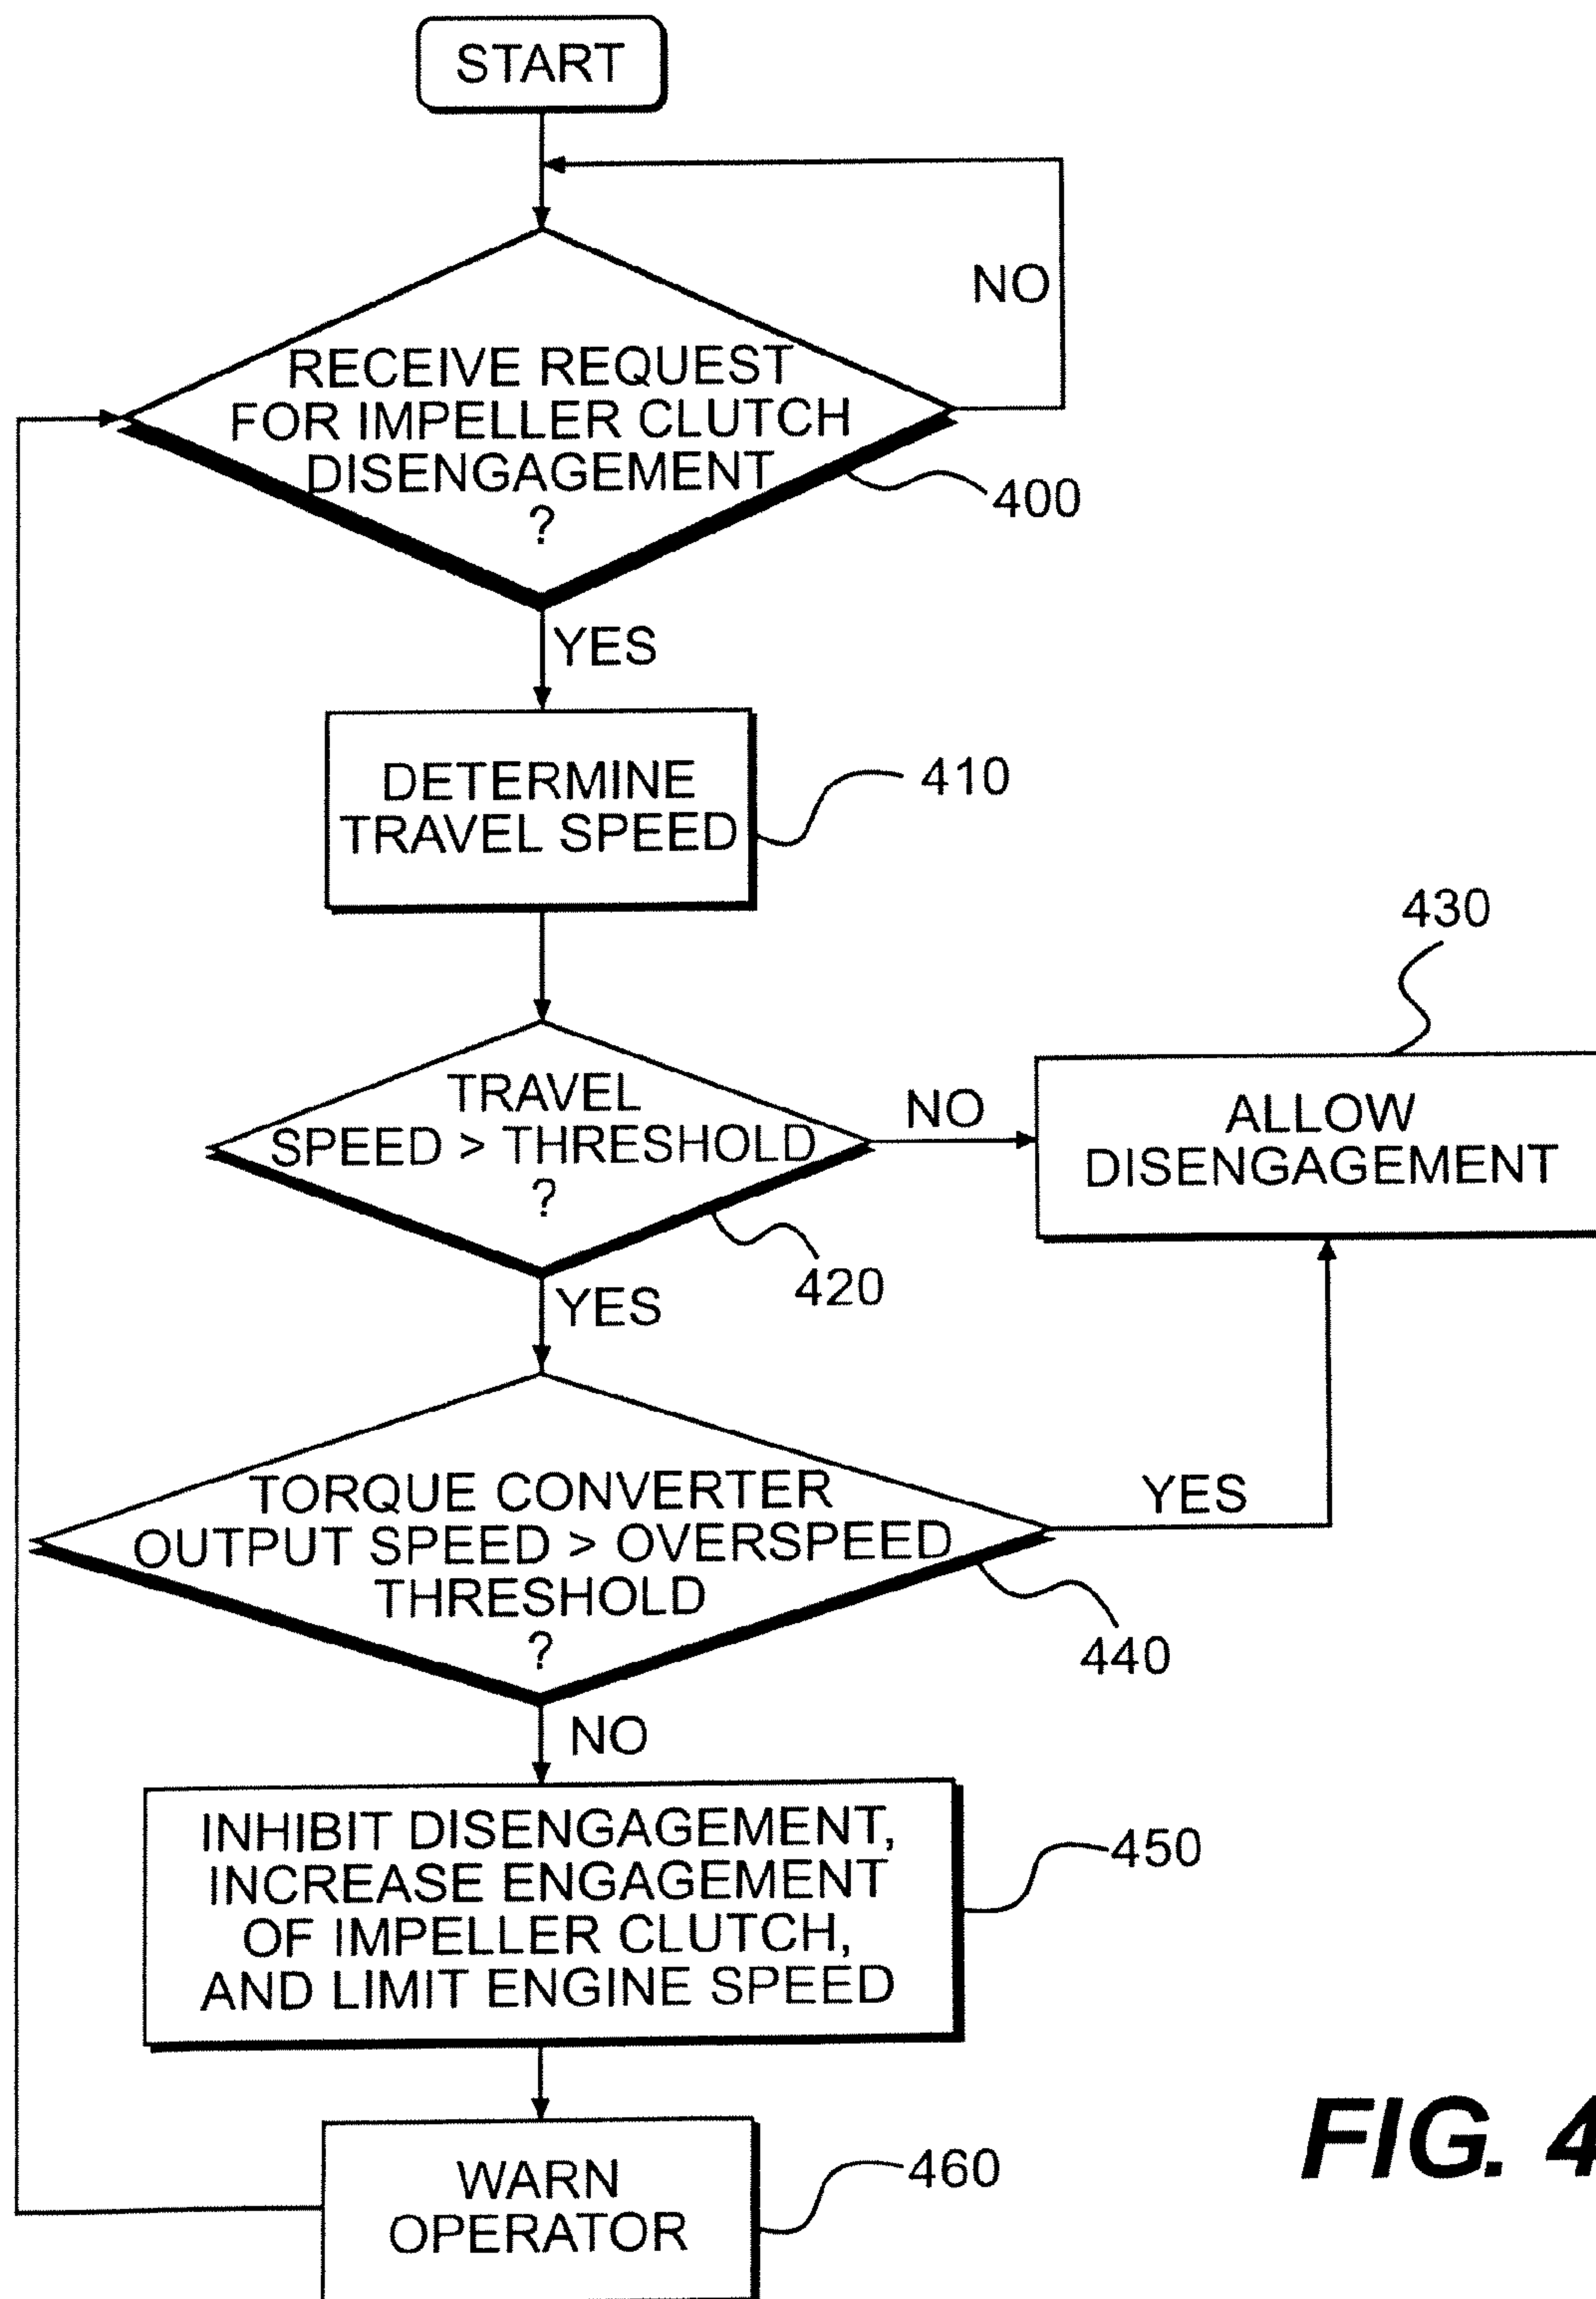 START
NO
RECEIVE REQUEST
FOR IMPELLER CLUTCH
DISENGAGEMENT
?
400
YES
DETERMINE
TRAVEL SPEED
410
430
TRAVEL
SPEED > THRESHOLD
?
NO
ALLOW
DISENGAGEMENT
420
YES
TORQUE CONVERTER
OUTPUT SPEED > OVERSPEED
THRESHOLD
?
YES
440
NO
INHIBIT DISENGAGEMENT,
INCREASE ENGAGEMENT
OF IMPELLER CLUTCH,
AND LIMIT ENGINE SPEED
450
WARN
OPERATOR
460
FIG. 4